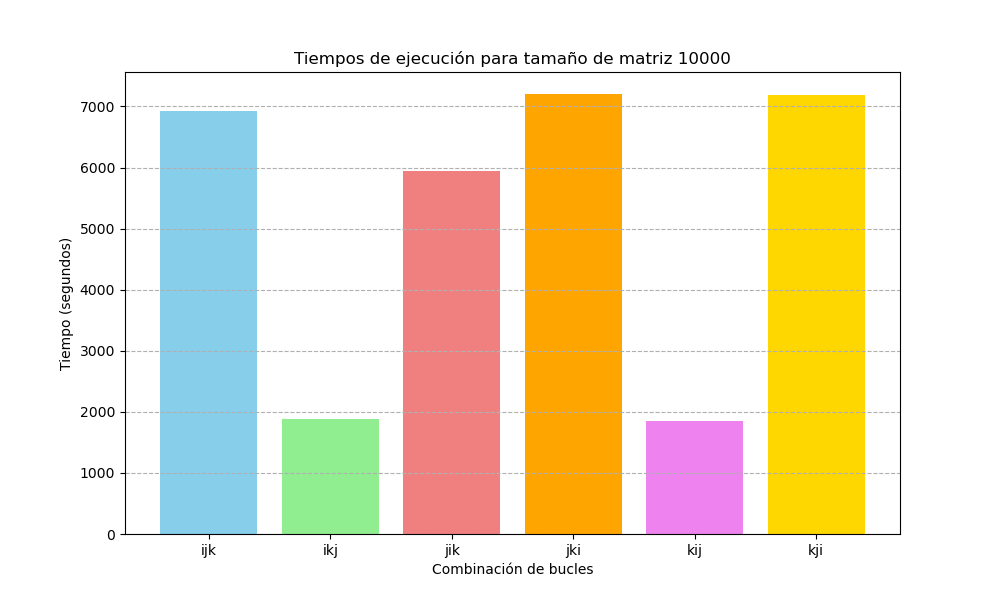 Tiempos de ejecución para tamaño de matriz 10000
7000
6000
5000
4000
3000
2000
1000
0
Tiempo (segundos)
ijk ikj jik jki kij kji
Combinación de bucles